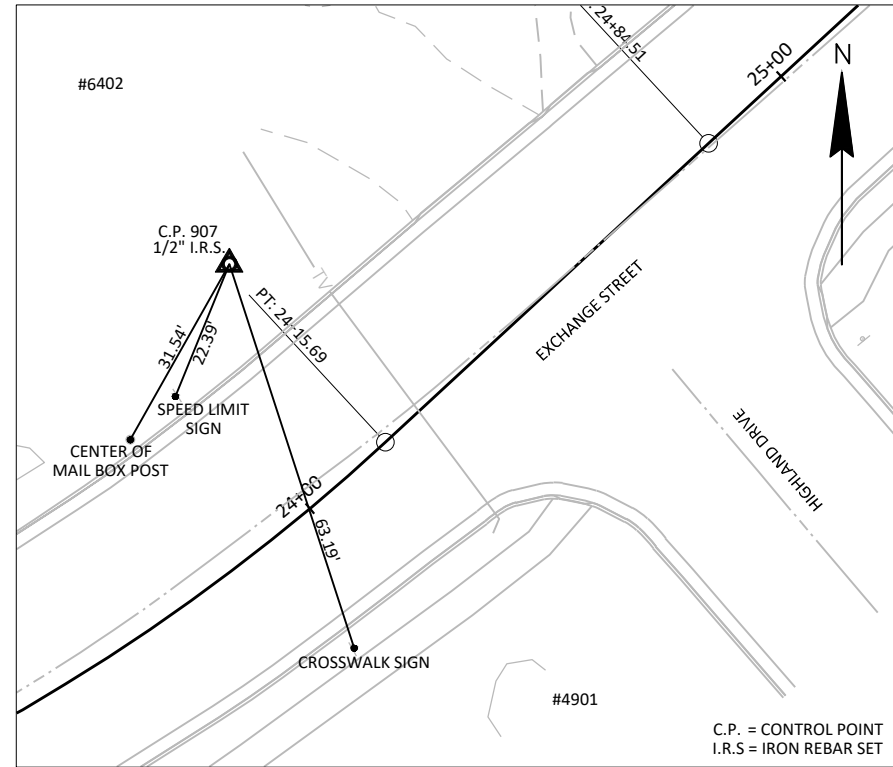 : 24+84.51
25+00
N
#6402
C.P. 907
1/2" I.R.S.
TV
PT: 24+15.69
EXCHANGE STREET
31.54'
22.39'
SPEED LIMIT
SIGN
CENTER OF
MAIL BOX POST
HIGHLAND DRIVE
24+00
63.19'
CROSSWALK SIGN
#4901
C.P. = CONTROL POINT
I.R.S = IRON REBAR SET